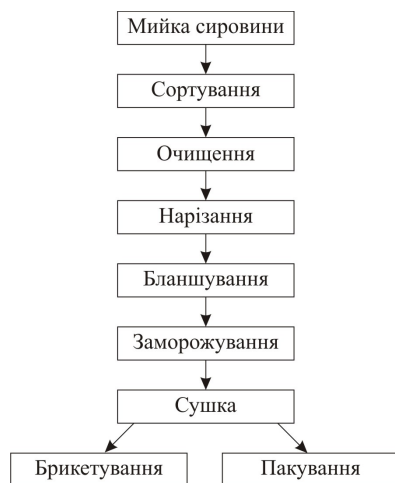 Мийка сировини
Сортування
Очищення
Нарізання
Бланшування
Заморожування
Сушка
Брикетування
Пакування